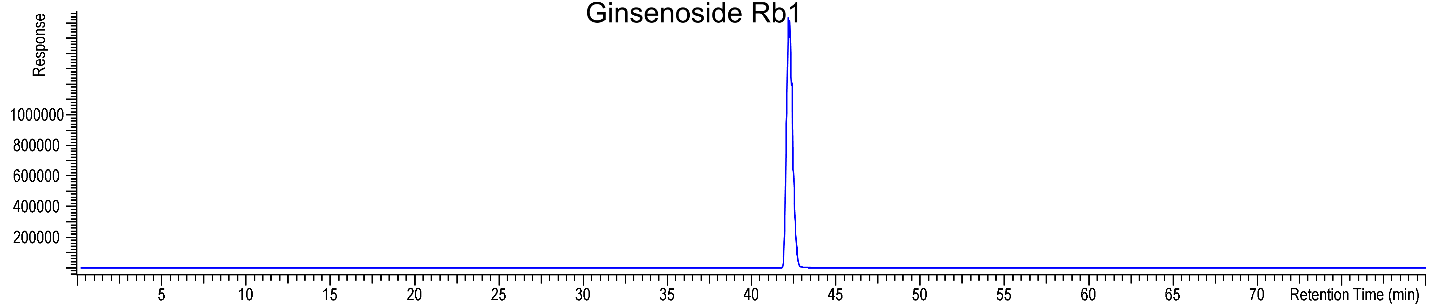 Ginsenoside Rb1
Response
1000000
800000
600000
400000
200000
5 10 15 20 25 30 35 40 45 50 55 60 65 70 Retention Time (min)